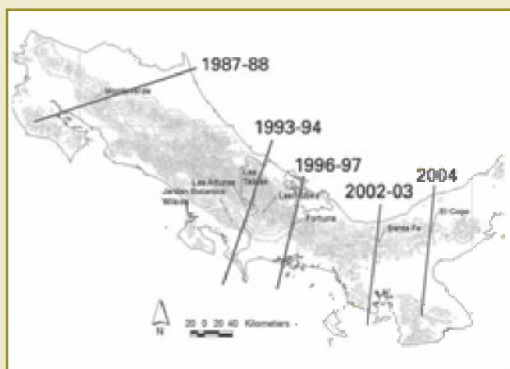 1987-88
Monteverde
1993-94
1996-97
Las Alturas
Las Tablas
2004
2002-03
Jardan Botanico
Wilson
Fortuna
Santa Fe
El Cope
N
20 0 20 40 Kilometers